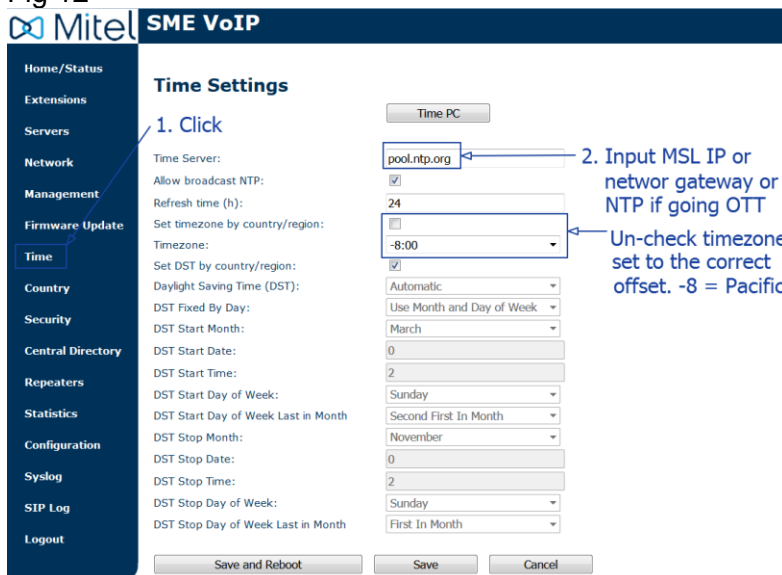 Fig 12
Mitel SME VoIP
Home/Status
Extensions
Servers
Network
Management
Firmware Update
Time
Country
Security
Central Directory
Repeaters
Statistics
Configuration
Syslog
SIP Log
Logout
Time Settings
Time PC
1. Click
Time Server: pool.ntp.org
Allow broadcast NTP:
Refresh time (h): 24
Set timezone by country/region:
Timezone: -8:00
Set DST by country/region:
Daylight Saving Time (DST): Automatic
DST Fixed By Day: Use Month and Day of Week
DST Start Month: March
DST Start Date: 0
DST Start Time: 2
DST Start Day of Week: Sunday
DST Start Day of Week Last in Month Second First In Month
DST Stop Month: November
DST Stop Date: 0
DST Stop Time: 2
DST Stop Day of Week: Sunday
DST Stop Day of Week Last in Month First In Month
Save and Reboot Save Cancel
2. Input MSL IP or
networ gateway or
NTP if going OTT
Un-check timezone
set to the correct
offset. -8 = Pacific